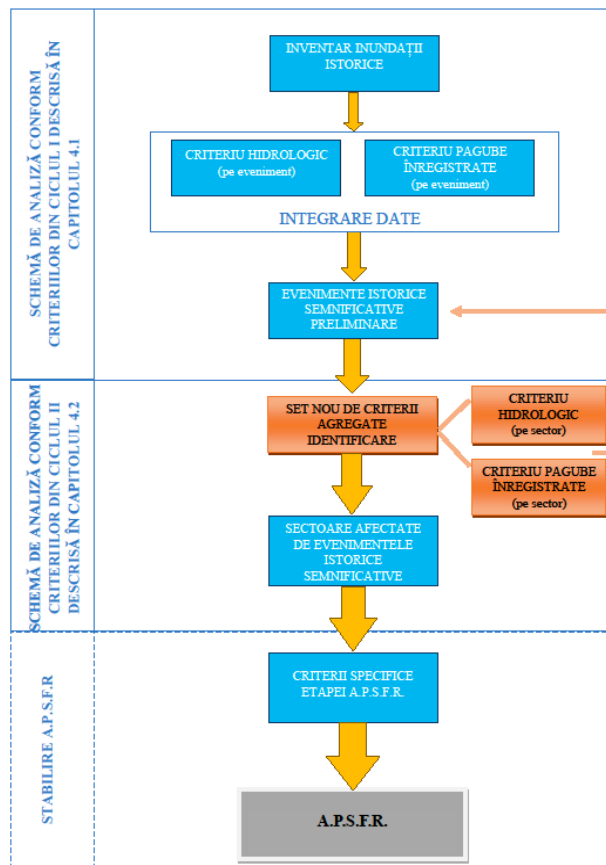 SCHEMĂ DE ANALIZĂ CONFORM
CRITERIILOR DIN CICLUL I DESCRISĂ ÎN
CAPITOLUL 4.1
INVENTAR INUNDAȚII
ISTORICE
CRITERIU HIDROLOGIC
(pe eveniment)
CRITERIU PAGUBE
ÎNREGISTRATE
(pe eveniment)
INTEGRARE DATE
EVENIMENTE ISTORICE
SEMNIFICATIVE
PRELIMINARE
SCHEMĂ DE ANALIZĂ CONFORM
CRITERIILOR DIN CICLUL II
DESCRISĂ ÎN CAPITOLUL 4.2
SET NOU DE CRITERII
AGREGATE
IDENTIFICARE
CRITERIU
HIDROLOGIC
(pe sector)
CRITERIU PAGUBE
ÎNREGISTRATE
(pe sector)
SECTOARE AFECTATE
DE EVENIMENTELE
ISTORICE
SEMNIFICATIVE
STABILIRE A.P.S.F.R
CRITERII SPECIFICE
ETAPEI A.P.S.F.R.
A.P.S.F.R.